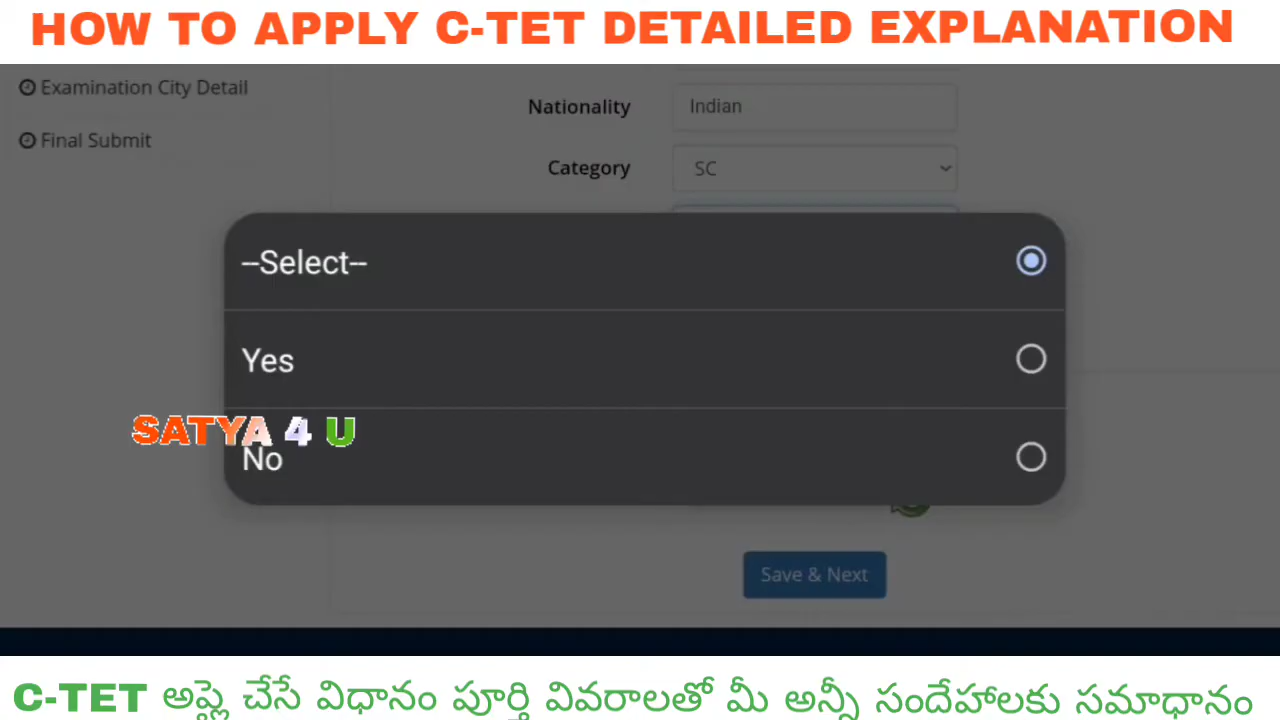 HOW TO APPLY C-TET DETAILED EXPLANATION
Examination City Detail
Final Submit
Nationality
Indian
Category
SC
--Select--
Yes
SATYA 4 U
No
Save & Next
C-TET అప్లై చేసే విధానం పూర్తి వివరాలతో మీ అన్నీ సందేహాలకు సమాధానం